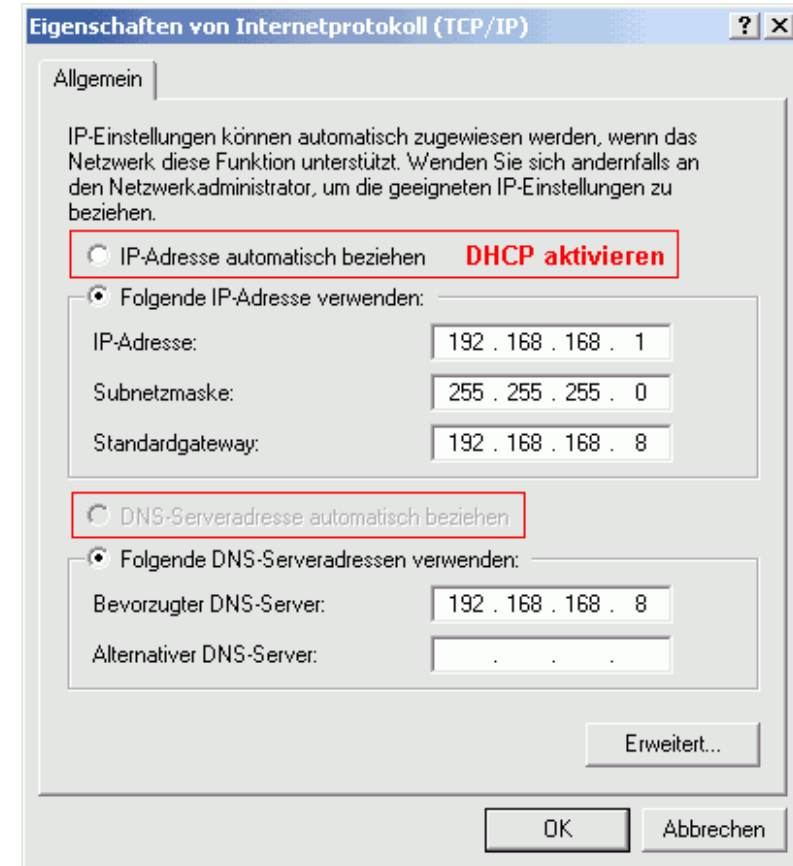 Eigenschaften von Internetprotokoll (TCP/IP)
Allgemein
IP-Einstellungen können automatisch zugewiesen werden, wenn das
Netzwerk diese Funktion unterstützt. Wenden Sie sich andernfalls an
den Netzwerkadministrator, um die geeigneten IP-Einstellungen zu
beziehen.
IP-Adresse automatisch beziehen DHCP aktivieren
Folgende IP-Adresse verwenden:
IP-Adresse: 192 . 168 . 168 . 1
Subnetzmaske: 255 . 255 . 255 . 0
Standardgateway: 192 . 168 . 168 . 8
DNS-Serveradresse automatisch beziehen
Folgende DNS-Serveradressen verwenden:
Bevorzugter DNS-Server: 192 . 168 . 168 . 8
Alternativer DNS-Server: . . .
Erweitert...
OK Abbrechen